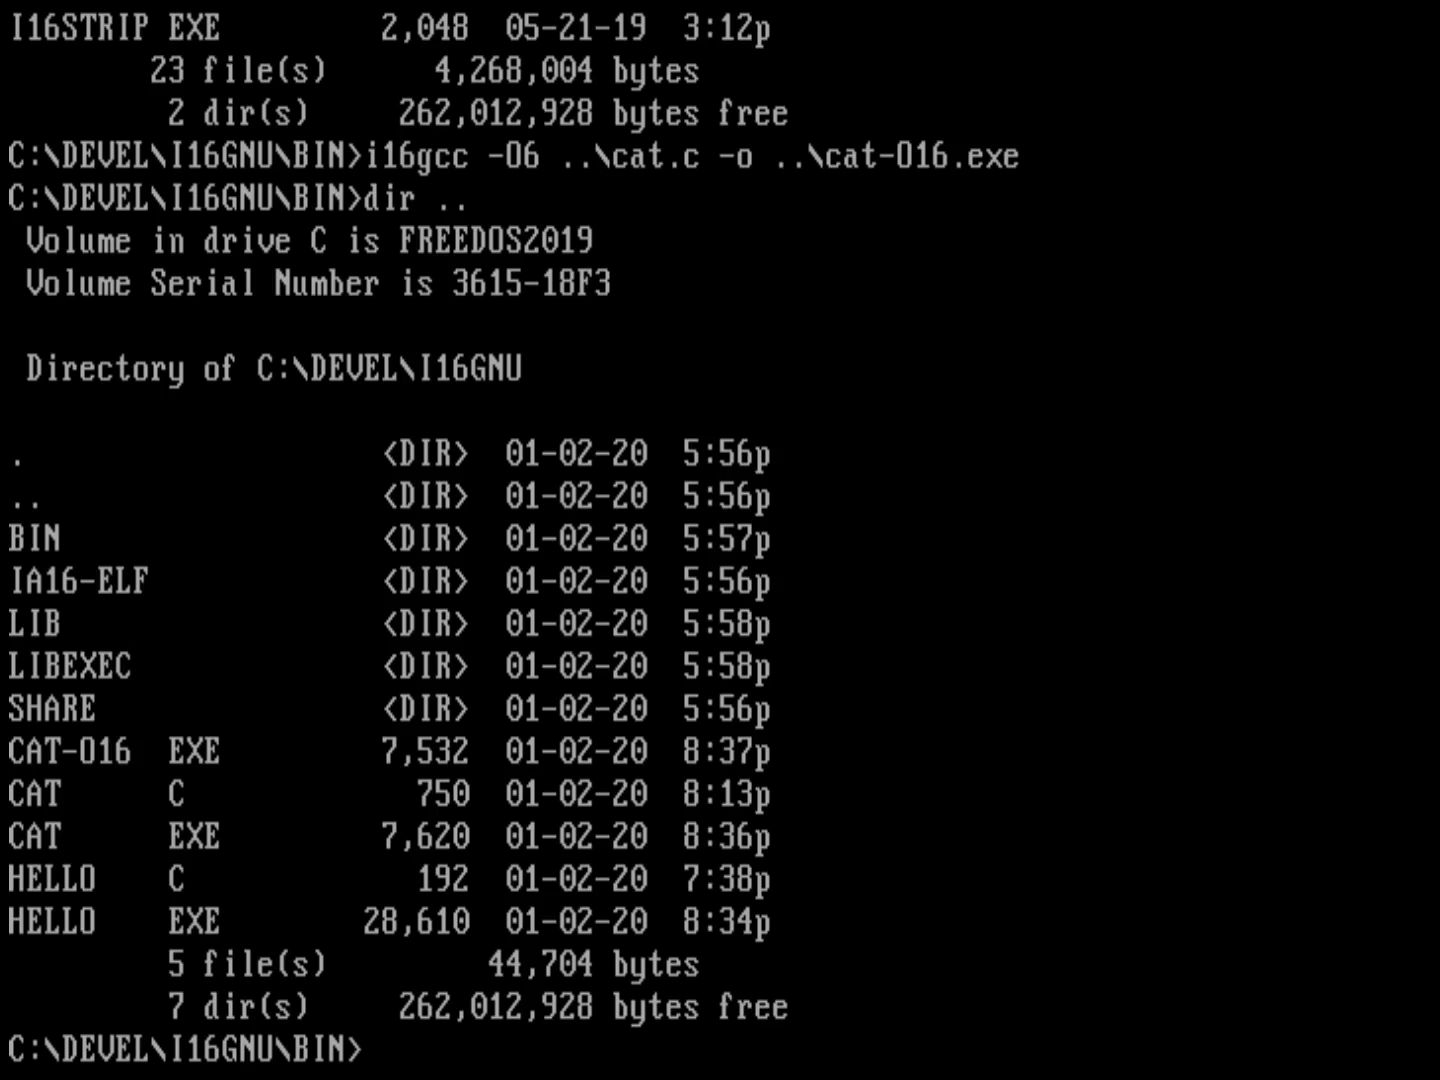 I16STRIP EXE 2,048 05-21-19 3:12p
23 file(s) 4,268,004 bytes
2 dir(s) 262,012,928 bytes free
C:\DEVEL\I16GNU\BIN>i16gcc -O6 ..\cat.c -o ..\cat-O16.exe
C:\DEVEL\I16GNU\BIN>dir ..
Volume in drive C is FREEDOS2019
Volume Serial Number is 3615-18F3
Directory of C:\DEVEL\I16GNU
. <DIR> 01-02-20 5:56p
.. <DIR> 01-02-20 5:56p
BIN <DIR> 01-02-20 5:57p
IA16-ELF <DIR> 01-02-20 5:56p
LIB <DIR> 01-02-20 5:58p
LIBEXEC <DIR> 01-02-20 5:58p
SHARE <DIR> 01-02-20 5:56p
CAT-O16 EXE 7,532 01-02-20 8:37p
CAT C 750 01-02-20 8:13p
CAT EXE 7,620 01-02-20 8:36p
HELLO C 192 01-02-20 7:38p
HELLO EXE 28,610 01-02-20 8:34p
5 file(s) 44,704 bytes
7 dir(s) 262,012,928 bytes free
C:\DEVEL\I16GNU\BIN>